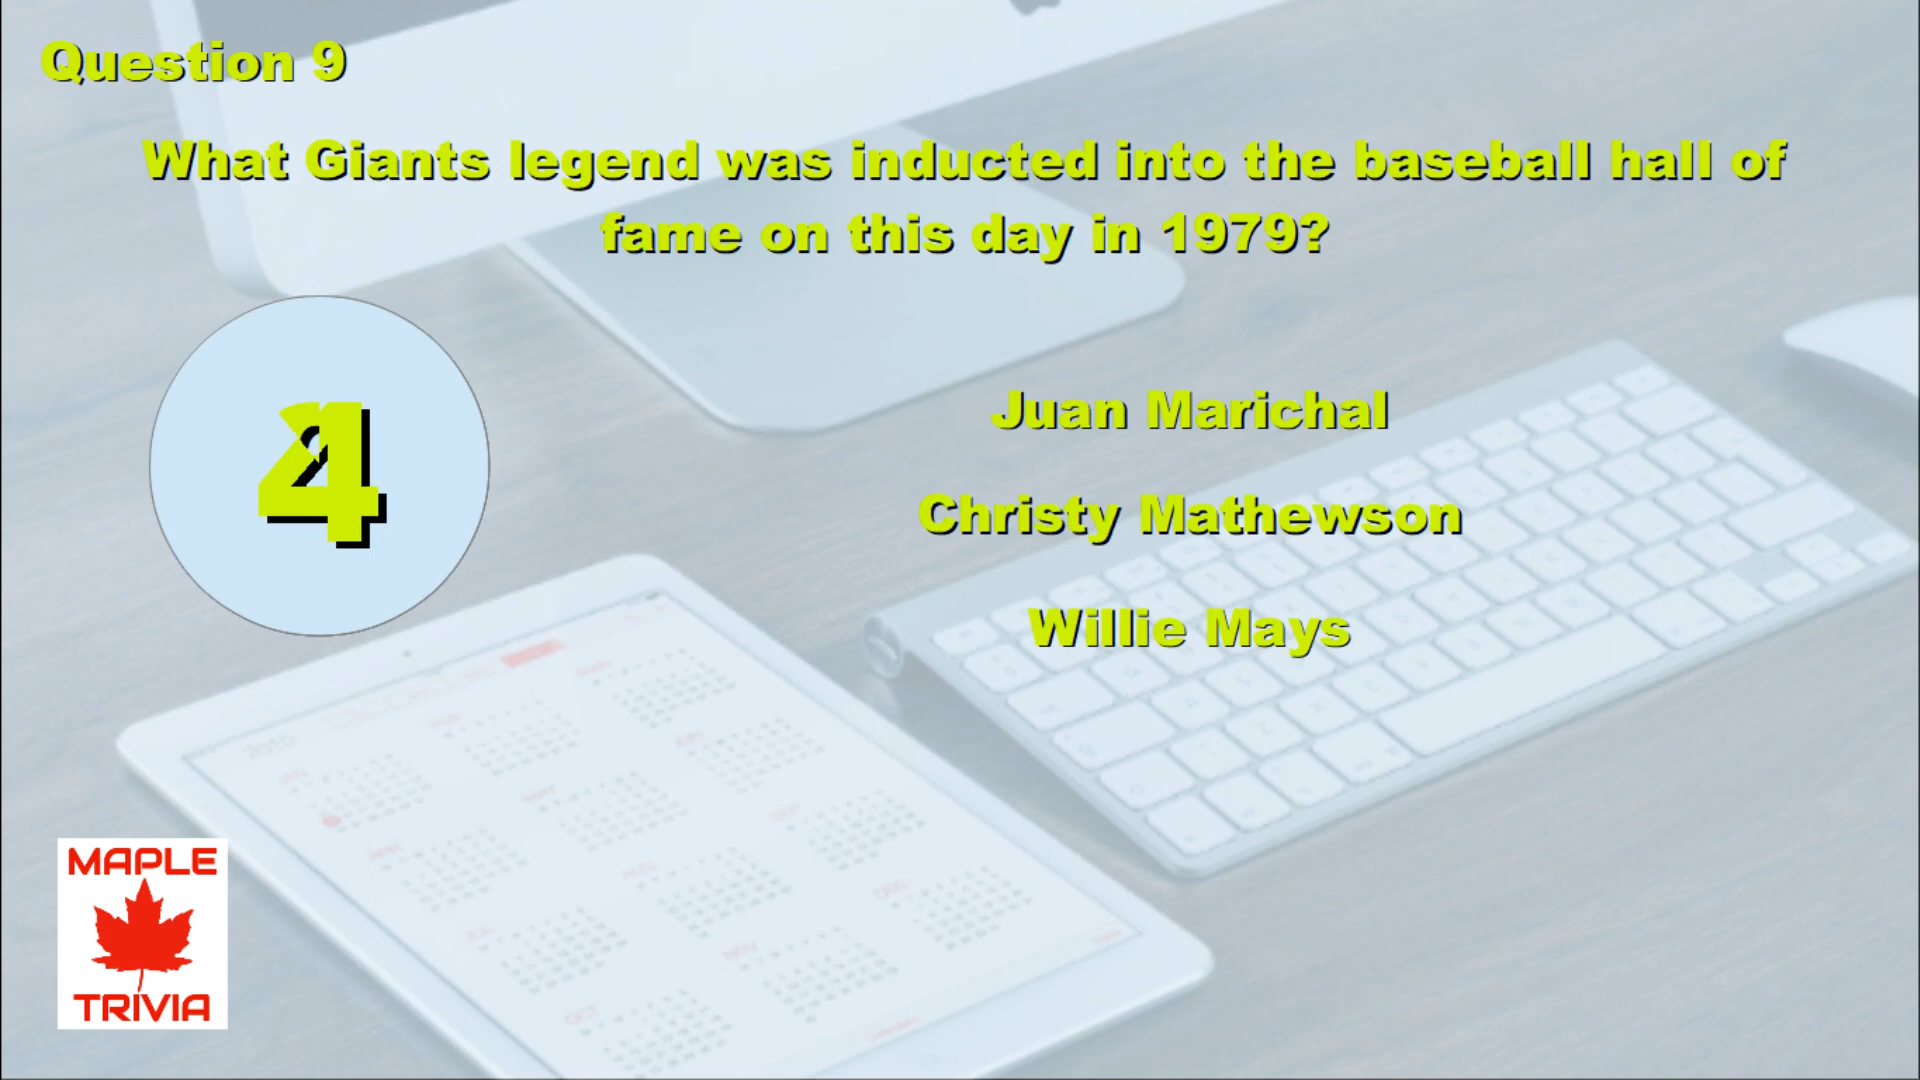 Question 9
What Giants legend was inducted into the baseball hall of
fame on this day in 1979?
Juan Marichal
Christy Mathewson
Willie Mays
MAPLE
TRIVIA